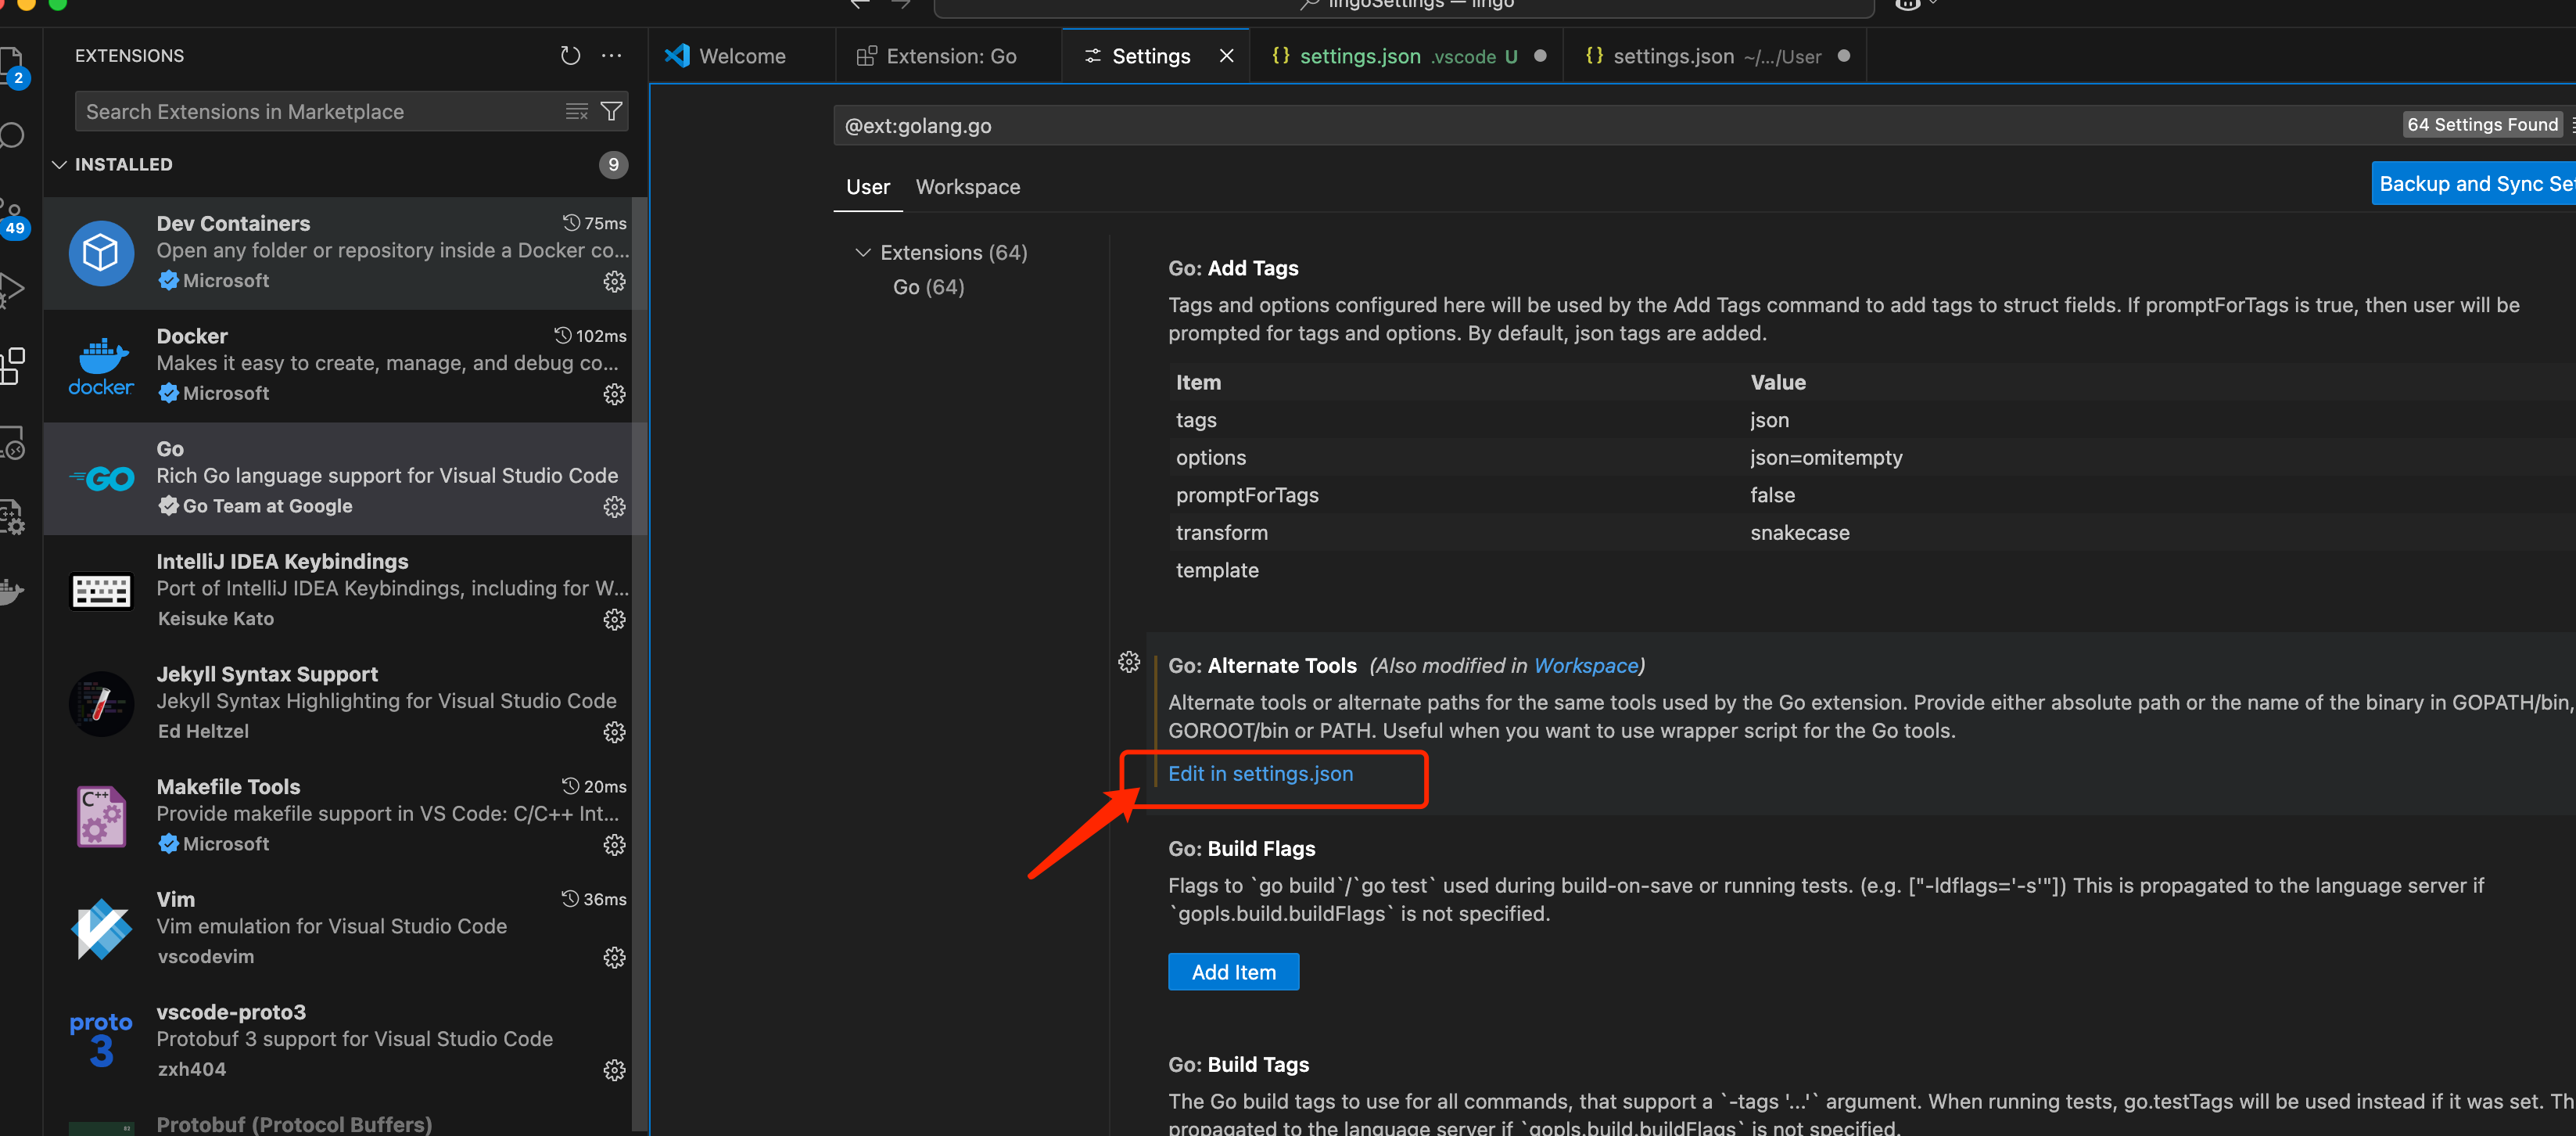 lingoSettings — lingo
EXTENSIONS
Welcome
Extension: Go
Settings
{} settings.json .vscode U
{} settings.json ~/.../User
2
Search Extensions in Marketplace
INSTALLED
9
49
Dev Containers
75ms
Open any folder or repository inside a Docker co...
Microsoft
Docker
102ms
Makes it easy to create, manage, and debug co...
docker
Microsoft
Go
GO
Rich Go language support for Visual Studio Code
Go Team at Google
IntelliJ IDEA Keybindings
Port of IntelliJ IDEA Keybindings, including for W...
Keisuke Kato
Jekyll Syntax Support
Jekyll Syntax Highlighting for Visual Studio Code
Ed Heltzel
Makefile Tools
20ms
C++
Provide makefile support in VS Code: C/C++ Int...
Microsoft
Vim
36ms
Vim emulation for Visual Studio Code
vscodevim
vscode-proto3
proto
3
Protobuf 3 support for Visual Studio Code
zxh404
Protobuf (Protocol Buffers)
@ext:golang.go
64 Settings Found
User
Workspace
Backup and Sync Set
Extensions (64)
Go (64)
Go: Add Tags
Tags and options configured here will be used by the Add Tags command to add tags to struct fields. If promptForTags is true, then user will be
prompted for tags and options. By default, json tags are added.
Item Value
tags json
options json=omitempty
promptForTags false
transform snakecase
template
Go: Alternate Tools (Also modified in Workspace)
Alternate tools or alternate paths for the same tools used by the Go extension. Provide either absolute path or the name of the binary in GOPATH/bin,
GOROOT/bin or PATH. Useful when you want to use wrapper script for the Go tools.
Edit in settings.json
Go: Build Flags
Flags to `go build`/`go test` used during build-on-save or running tests. (e.g. ["-ldflags='-s'"]) This is propagated to the language server if
`gopls.build.buildFlags` is not specified.
Add Item
Go: Build Tags
The Go build tags to use for all commands, that support a `-tags '...'` argument. When running tests, go.testTags will be used instead if it was set. Th
propagated to the language server if `gopls.build.buildFlags` is not specified.